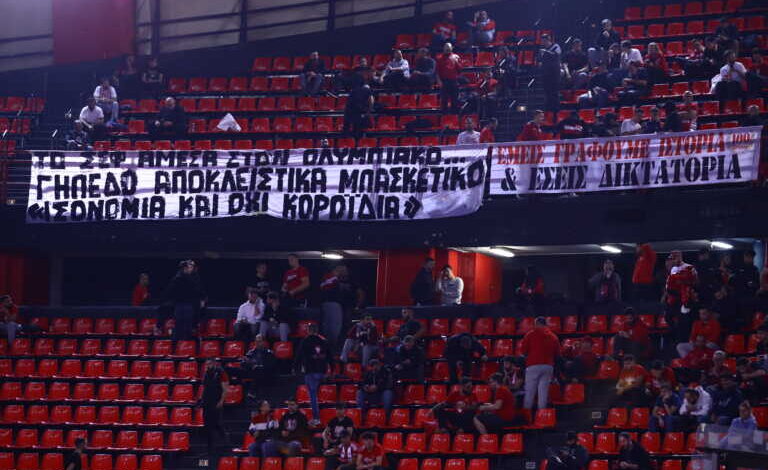 ΤΟ ΣΕΦ ΑΜΕΣΑ ΣΤΟΝ ΟΛΥΜΠΙΑΚΟ...
ΓΗΠΕΔΟ ΑΠΟΚΛΕΙΣΤΙΚΑ ΜΠΑΣΚΕΤΙΚΟ
«ΙΣΟΝΟΜΙΑ ΚΑΙ ΟΧΙ ΚΟΡΟΪΔΙΑ»
ΕΜΕΙΣ ΓΡΑΦΟΥΜΕ ΙΣΤΟΡΙΑ
& ΕΣΕΙΣ ΔΙΚΤΑΤΟΡΙΑ